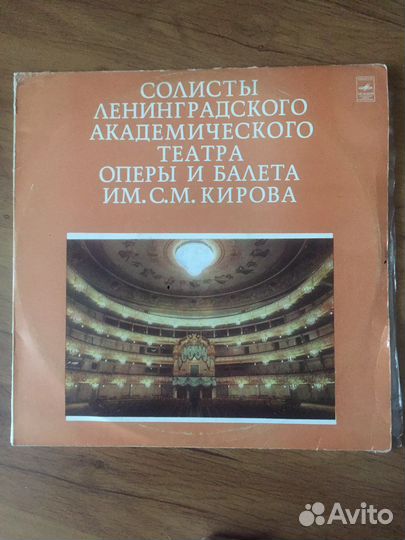 СОЛИСТЫ
ЛЕНИНГРАДСКОГО
АКАДЕМИЧЕСКОГО
ТЕАТРА
ОПЕРЫ И БАЛЕТА
ИМ. С. М. КИРОВА
Avito